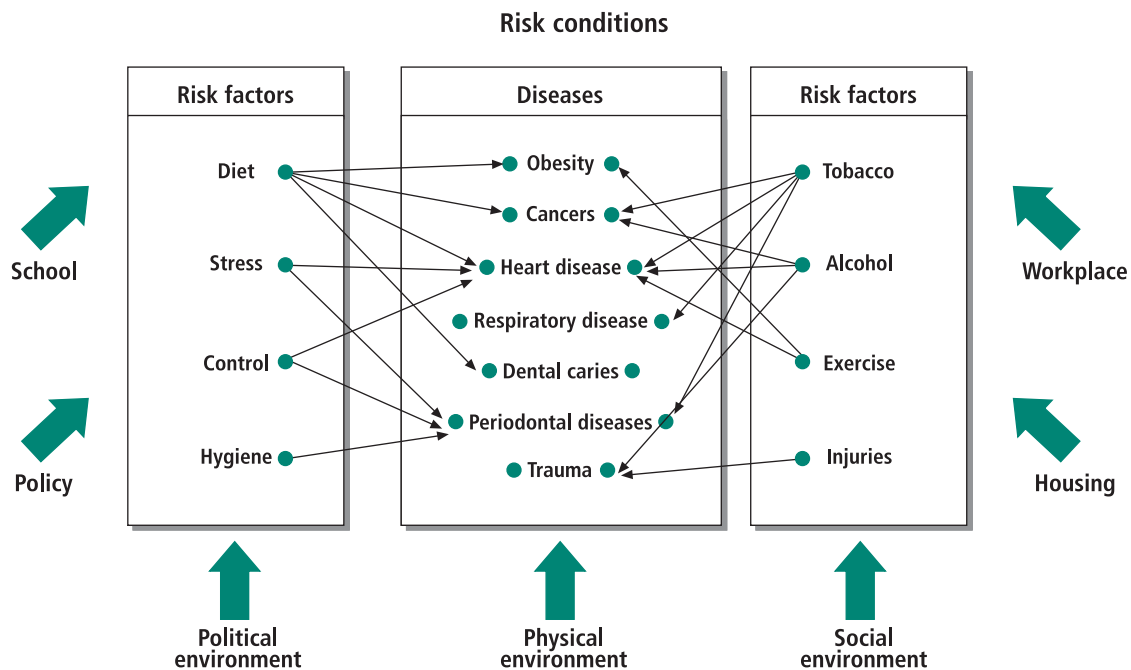 Risk conditions
Risk factors
Diseases
Risk factors
Diet
Stress
Control
Hygiene
Obesity
Cancers
Heart disease
Respiratory disease
Dental caries
Periodontal diseases
Trauma
Tobacco
Alcohol
Exercise
Injuries
School
Policy
Workplace
Housing
Political
environment
Physical
environment
Social
environment